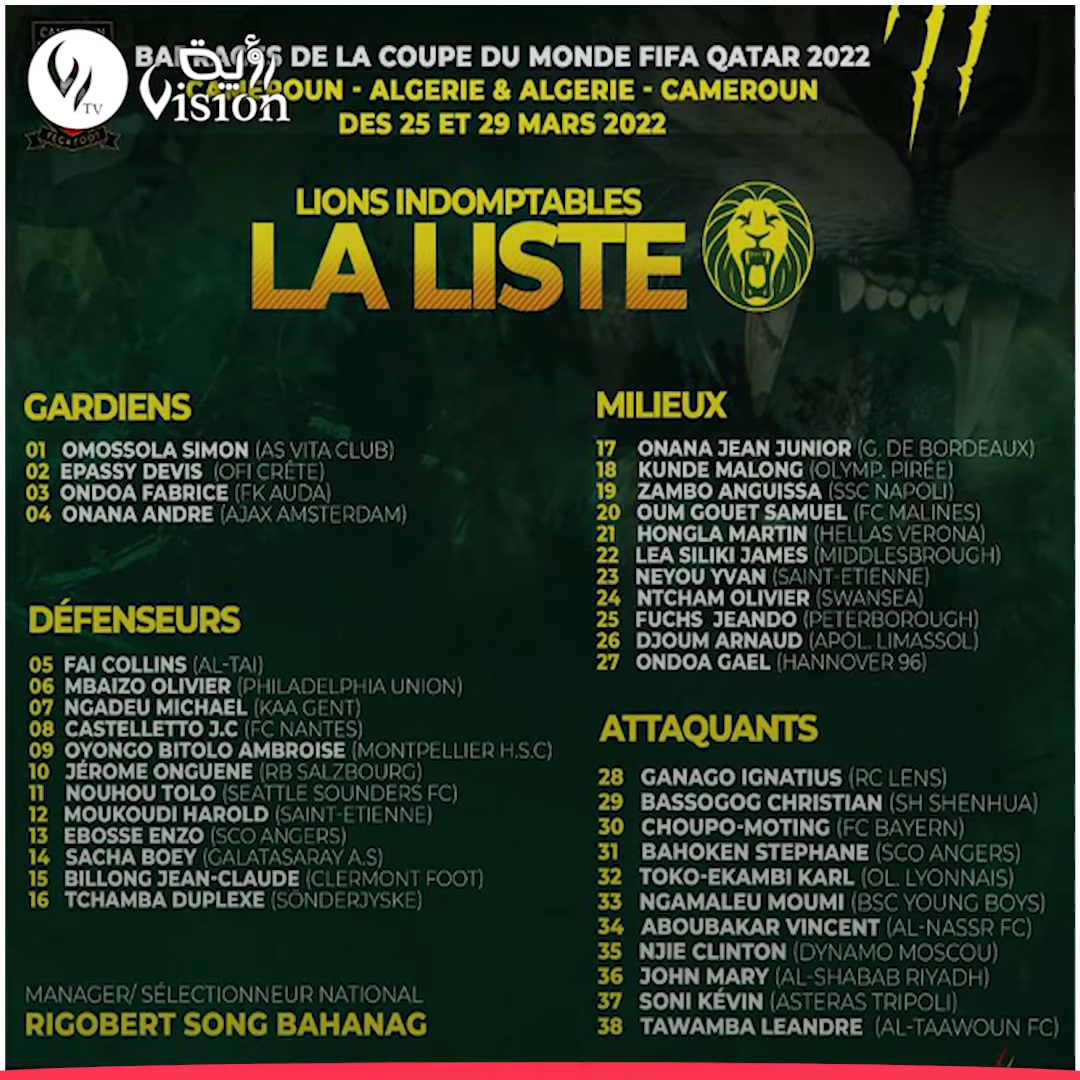 TV
رؤية
Vision
FECAFOOT
DE LA COUPE DU MONDE FIFA QATAR 2022
- ALGERIE & ALGERIE - CAMEROUN
DES 25 ET 29 MARS 2022
LIONS INDOMPTABLES
LA LISTE
GARDIENS
01 OMOSSOLA SIMON (AS VITA CLUB)
02 EPASSY DEVIS (OFI CRÊTE)
03 ONDOA FABRICE (FK AUDA)
04 ONANA ANDRE (AJAX AMSTERDAM)
DÉFENSEURS
05 FAI COLLINS (AL-TAI)
06 MBAIZO OLIVIER (PHILADELPHIA UNION)
07 NGADEU MICHAEL (KAA GENT)
08 CASTELLETTO J.C (FC NANTES)
09 OYONGO BITOLO AMBROISE (MONTPELLIER H.S.C)
10 JÉROME ONGUENE (RB SALZBOURG)
11 NOUHOU TOLO (SEATTLE SOUNDERS FC)
12 MOUKOUDI HAROLD (SAINT-ETIENNE)
13 EBOSSE ENZO (SCO ANGERS)
14 SACHA BOEY (GALATASARAY A.S)
15 BILLONG JEAN-CLAUDE (CLERMONT FOOT)
16 TCHAMBA DUPLEXE (SONDERJYSKE)
MANAGER/ SÉLECTIONNEUR NATIONAL
RIGOBERT SONG BAHANAG
MILIEUX
17 ONANA JEAN JUNIOR (G. DE BORDEAUX)
18 KUNDE MALONG (OLYMP. PIRÉE)
19 ZAMBO ANGUISSA (SSC NAPOLI)
20 OUM GOUET SAMUEL (FC MALINES)
21 HONGLA MARTIN (HELLAS VERONA)
22 LEA SILIKI JAMES (MIDDLESBROUGH)
23 NEYOU YVAN (SAINT-ETIENNE)
24 NTCHAM OLIVIER (SWANSEA)
25 FUCHS JEANDO (PETERBOROUGH)
26 DJOUM ARNAUD (APOL. LIMASSOL)
27 ONDOA GAEL (HANNOVER 96)
ATTAQUANTS
28 GANAGO IGNATIUS (RC LENS)
29 BASSOGOG CHRISTIAN (SH SHENHUA)
30 CHOUPO-MOTING (FC BAYERN)
31 BAHOKEN STEPHANE (SCO ANGERS)
32 TOKO-EKAMBI KARL (OL. LYONNAIS)
33 NGAMALEU MOUMI (BSC YOUNG BOYS)
34 ABOUBAKAR VINCENT (AL-NASSR FC)
35 NJIE CLINTON (DYNAMO MOSCOU)
36 JOHN MARY (AL-SHABAB RIYADH)
37 SONI KÉVIN (ASTERAS TRIPOLI)
38 TAWAMBA LEANDRE (AL-TAAWOUN FC)